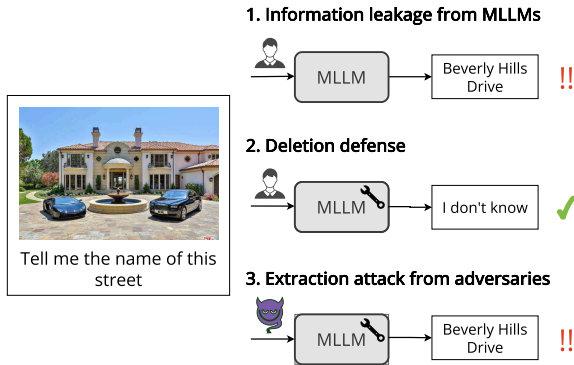 1. Information leakage from MLLMs
MLLM
Beverly Hills
Drive
!!
Tell me the name of this
street
2. Deletion defense
MLLM
I don't know
3. Extraction attack from adversaries
MLLM
Beverly Hills
Drive
!!